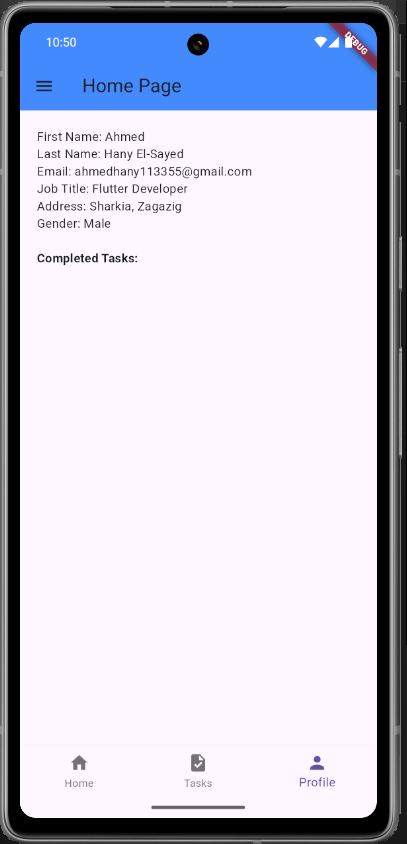 10:50
DEBUG
Home Page
First Name: Ahmed
Last Name: Hany El-Sayed
Email: ahmedhany113355@gmail.com
Job Title: Flutter Developer
Address: Sharkia, Zagazig
Gender: Male
Completed Tasks:
Home
Tasks
Profile